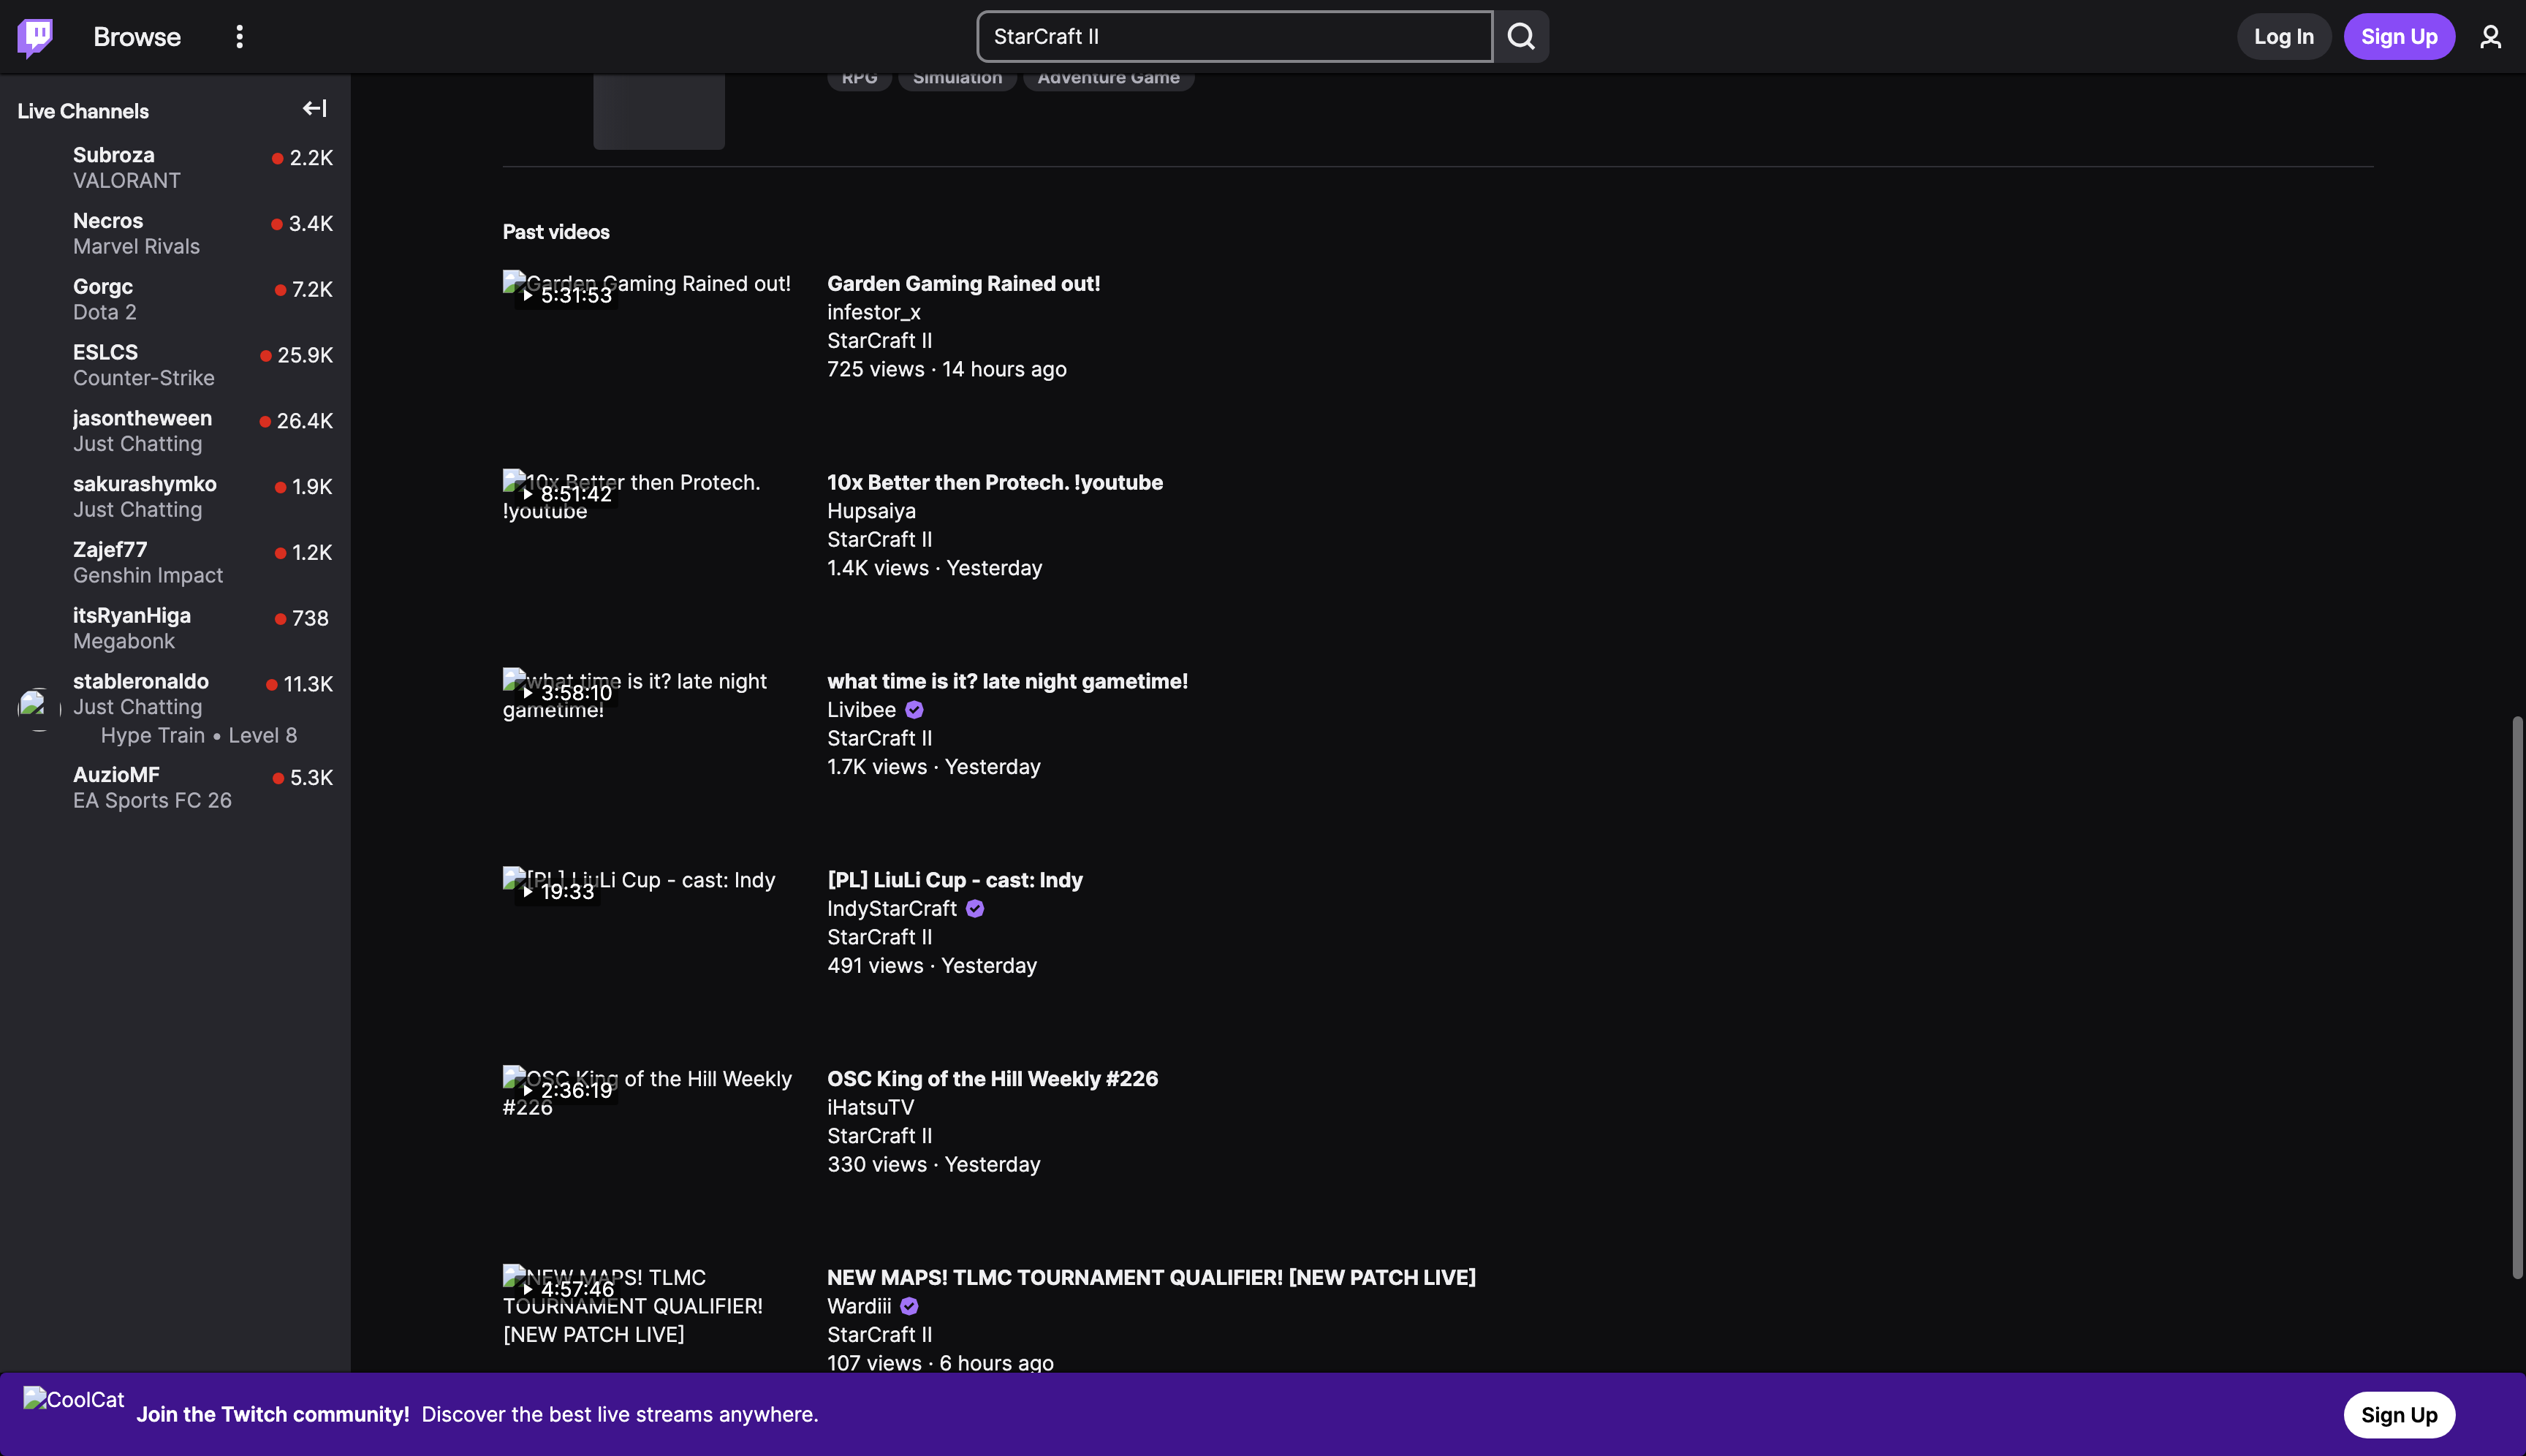 Browse
StarCraft II
Log In
Sign Up
Live Channels
Subroza
2.2K
VALORANT
Necros
3.4K
Marvel Rivals
Gorgc
7.2K
Dota 2
ESLCS
25.9K
Counter-Strike
jasontheween
26.4K
Just Chatting
sakurashymko
1.9K
Just Chatting
Zajef77
1.2K
Genshin Impact
itsRyanHiga
738
Megabonk
stableronaldo
11.3K
Just Chatting
Hype Train • Level 8
AuzioMF
5.3K
EA Sports FC 26
RPG
Simulation
Adventure Game
Past videos
Garden Gaming Rained out!
5:31:53
Garden Gaming Rained out!
infestor_x
StarCraft II
725 views · 14 hours ago
10x Better then Protech.
8:51:42
!youtube
10x Better then Protech. !youtube
Hupsaiya
StarCraft II
1.4K views · Yesterday
what time is it? late night
3:58:10
gametime!
what time is it? late night gametime!
Livibee
StarCraft II
1.7K views · Yesterday
[PL] LiuLi Cup - cast: Indy
19:33
[PL] LiuLi Cup - cast: Indy
IndyStarCraft
StarCraft II
491 views · Yesterday
OSC King of the Hill Weekly
2:36:19
#226
OSC King of the Hill Weekly #226
iHatsuTV
StarCraft II
330 views · Yesterday
NEW MAPS! TLMC
4:57:46
TOURNAMENT QUALIFIER!
[NEW PATCH LIVE]
NEW MAPS! TLMC TOURNAMENT QUALIFIER! [NEW PATCH LIVE]
Wardiii
StarCraft II
107 views · 6 hours ago
CoolCat
Join the Twitch community! Discover the best live streams anywhere.
Sign Up